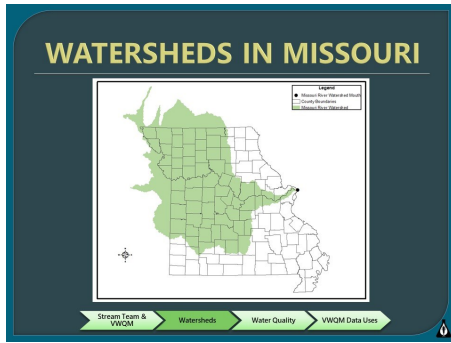 WATERSHEDS IN MISSOURI
Legend
Missouri River Watershed Mouth
County Boundaries
Missouri River Watershed
Stream Team &
VWQM
Watersheds
Water Quality
VWQM Data Uses